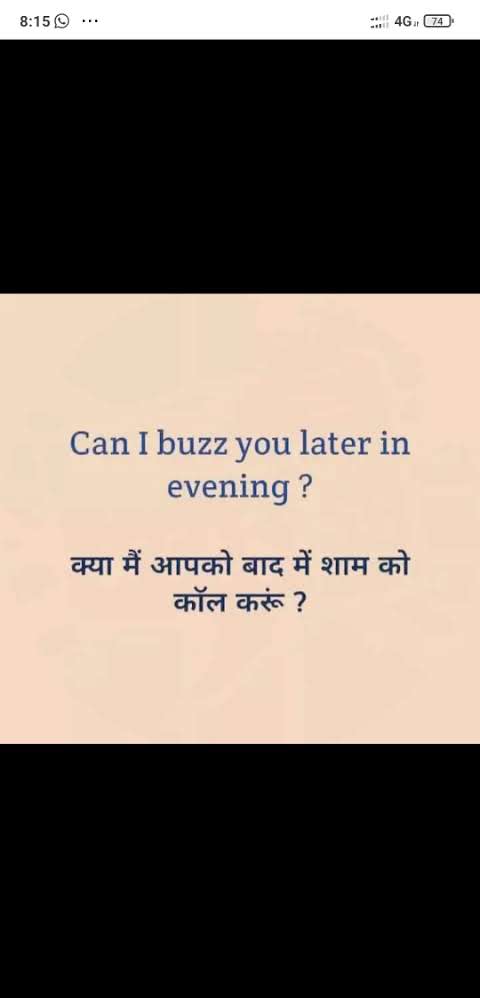 8:15 ...
4G 74
Can I buzz you later in
evening ?
क्या मैं आपको बाद में शाम को
कॉल करूं ?